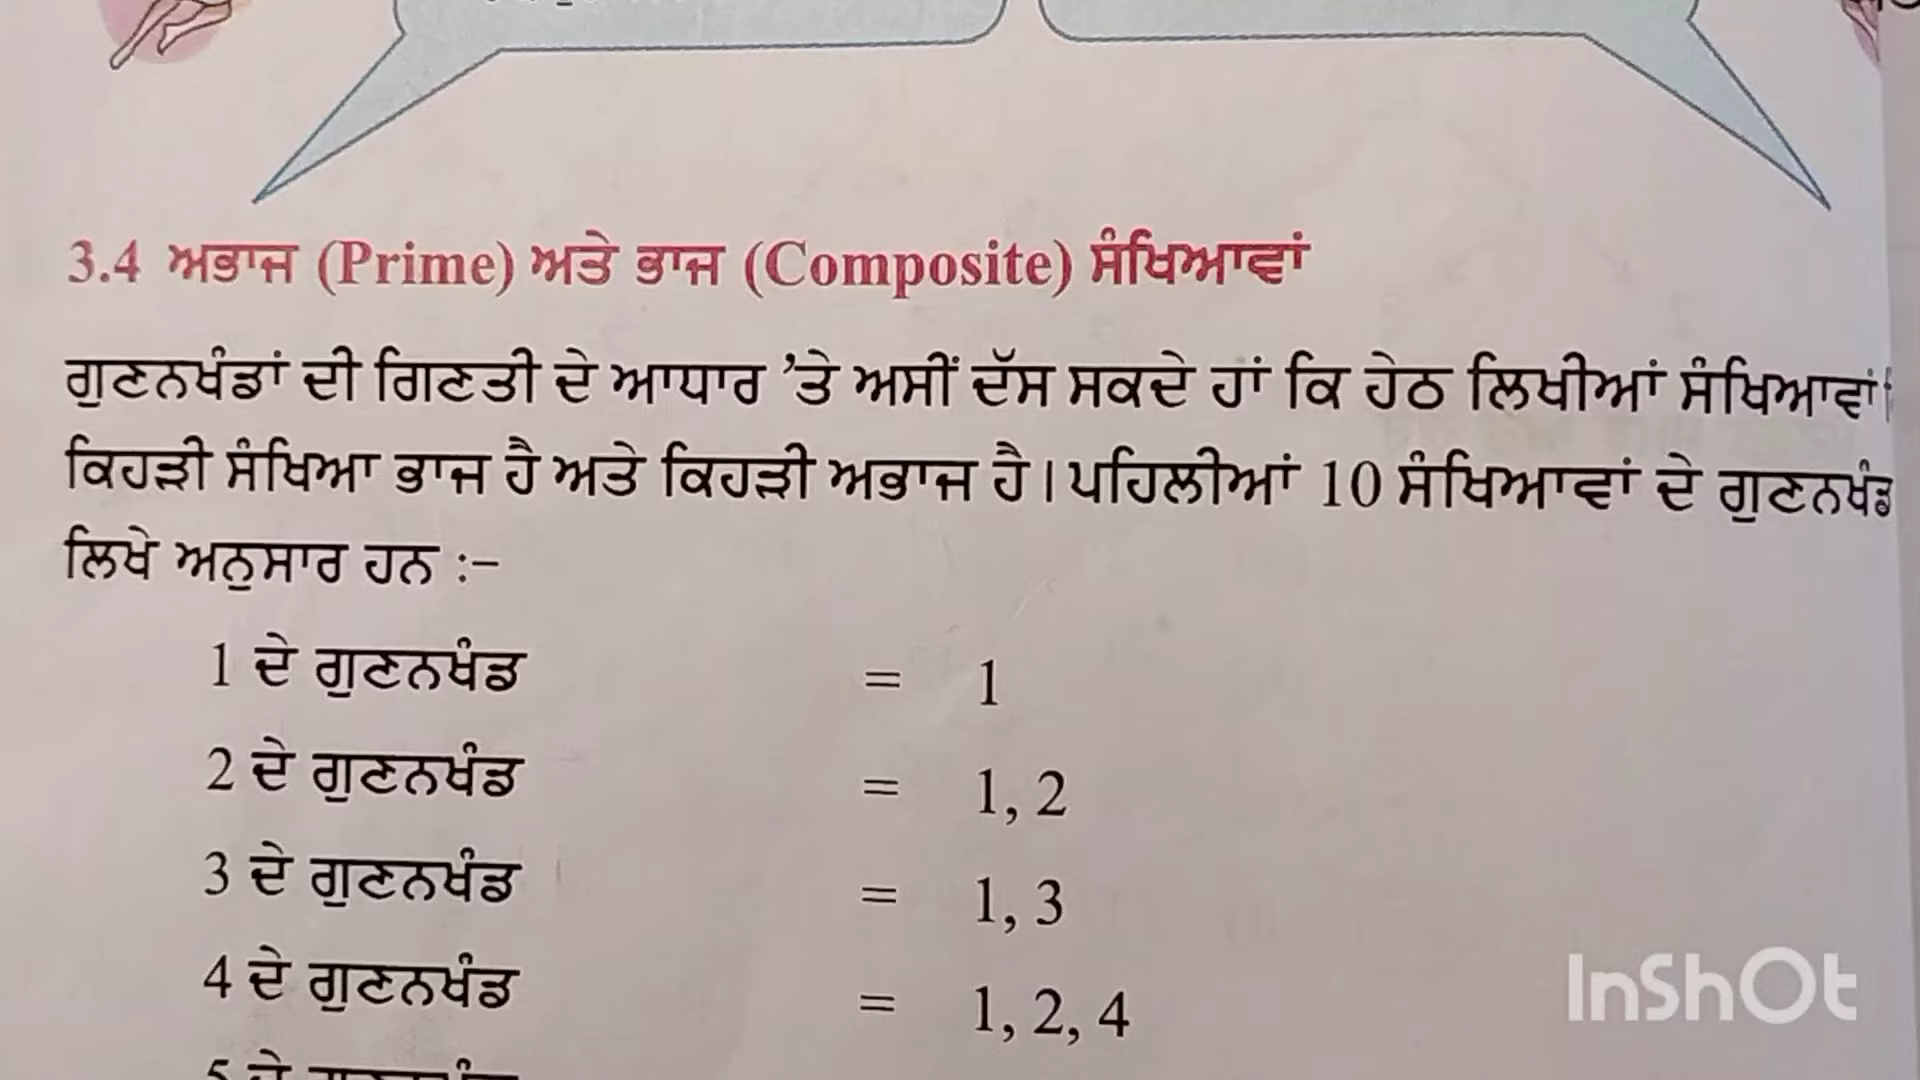 3.4 ਅਭਾਜ (Prime) ਅਤੇ ਭਾਜ (Composite) ਸੰਖਿਆਵਾਂ
ਗੁਣਨਖੰਡਾਂ ਦੀ ਗਿਣਤੀ ਦੇ ਆਧਾਰ ’ਤੇ ਅਸੀਂ ਦੱਸ ਸਕਦੇ ਹਾਂ ਕਿ ਹੇਠ ਲਿਖੀਆਂ ਸੰਖਿਆਵਾਂ
ਕਿਹੜੀ ਸੰਖਿਆ ਭਾਜ ਹੈ ਅਤੇ ਕਿਹੜੀ ਅਭਾਜ ਹੈ। ਪਹਿਲੀਆਂ 10 ਸੰਖਿਆਵਾਂ ਦੇ ਗੁਣਨਖੰਡ
ਲਿਖੇ ਅਨੁਸਾਰ ਹਨ :–
1 ਦੇ ਗੁਣਨਖੰਡ = 1
2 ਦੇ ਗੁਣਨਖੰਡ = 1, 2
3 ਦੇ ਗੁਣਨਖੰਡ = 1, 3
4 ਦੇ ਗੁਣਨਖੰਡ = 1, 2, 4
InShOt